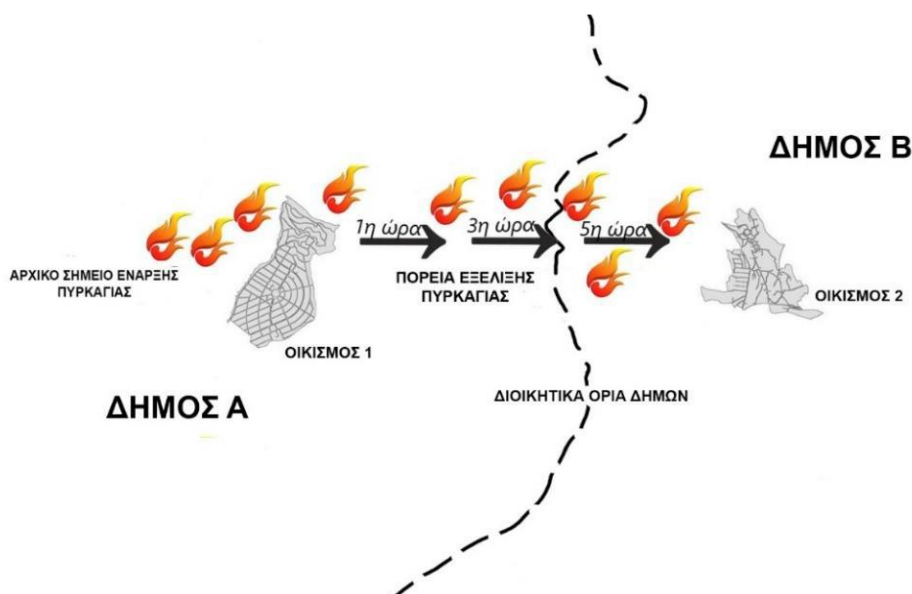 ΔΗΜΟΣ Β
1η ώρα
3η ώρα
5η ώρα
ΑΡΧΙΚΟ ΣΗΜΕΙΟ ΕΝΑΡΞΗΣ
ΠΥΡΚΑΓΙΑΣ
ΠΟΡΕΙΑ ΕΞΕΛΙΞΗΣ
ΠΥΡΚΑΓΙΑΣ
ΟΙΚΙΣΜΟΣ 2
ΟΙΚΙΣΜΟΣ 1
ΔΙΟΙΚΗΤΙΚΑ ΟΡΙΑ ΔΗΜΩΝ
ΔΗΜΟΣ Α